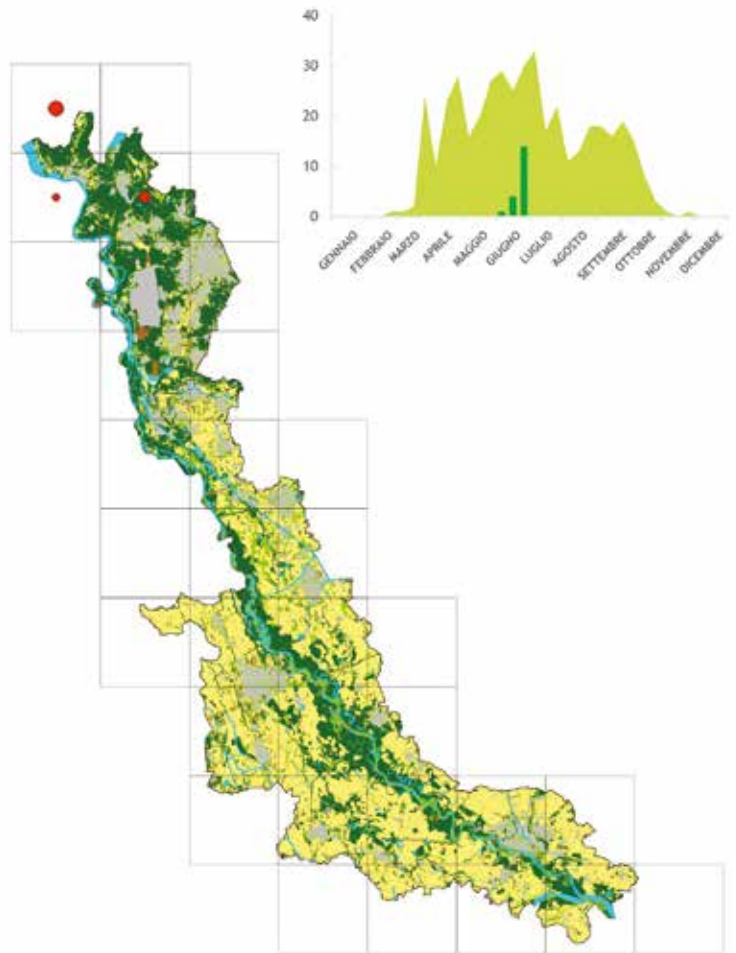 40
30
20
10
0
GENNAIO
FEBBRAIO
MARZO
APRILE
MAGGIO
GIUGNO
LUGLIO
AGOSTO
SETTEMBRE
OTTOBRE
NOVEMBRE
DICEMBRE